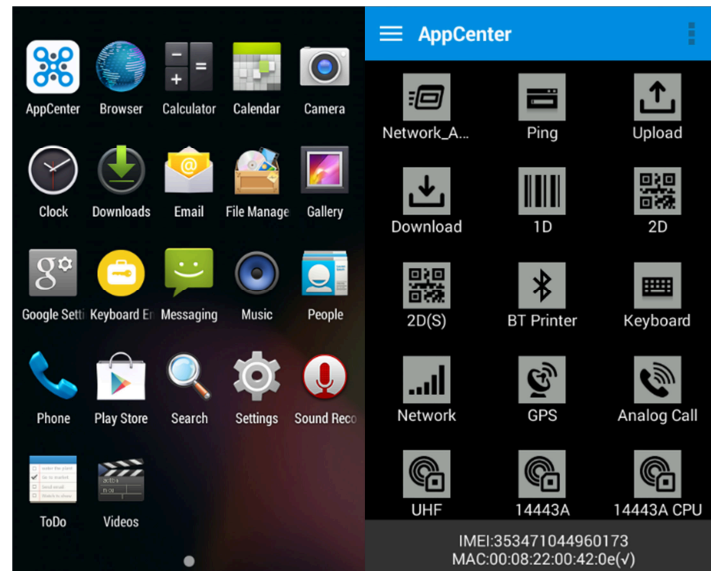 AppCenter Browser Calculator Calendar Camera
Clock Downloads Email File Manage Gallery
Google Setti Keyboard Em Messaging Music People
Phone Play Store Search Settings Sound Reco
ToDo Videos
AppCenter
Network_A... Ping Upload
Download 1D 2D
2D(S) BT Printer Keyboard
Network GPS Analog Call
UHF 14443A 14443A CPU
IMEI:353471044960173
MAC:00:08:22:00:42:0e(√)